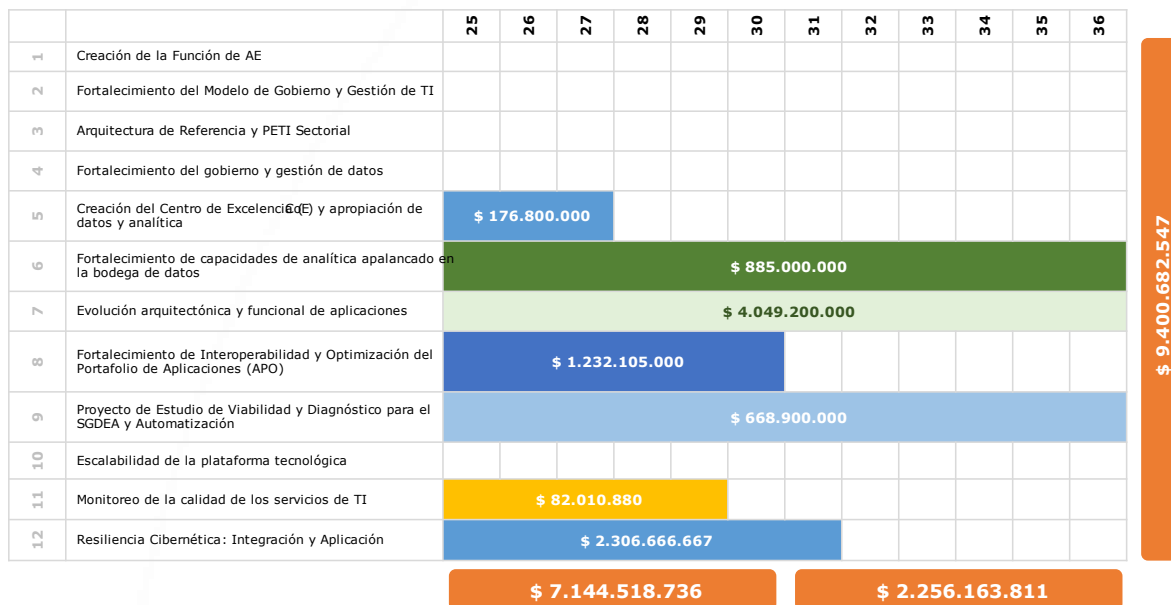 25 26 27 28 29 30 31 32 33 34 35 36
1 Creación de la Función de AE
2 Fortalecimiento del Modelo de Gobierno y Gestión de TI
3 Arquitectura de Referencia y PETI Sectorial
4 Fortalecimiento del gobierno y gestión de datos
5 Creación del Centro de Excelencia (CoE) y apropiación de
datos y analítica
$ 176.800.000
6 Fortalecimiento de capacidades de analítica apalancado en
la bodega de datos
$ 885.000.000
7 Evolución arquitectónica y funcional de aplicaciones
$ 4.049.200.000
8 Fortalecimiento de Interoperabilidad y Optimización del
Portafolio de Aplicaciones (APO)
$ 1.232.105.000
9 Proyecto de Estudio de Viabilidad y Diagnóstico para el
SGDEA y Automatización
$ 668.900.000
10 Escalabilidad de la plataforma tecnológica
11 Monitoreo de la calidad de los servicios de TI
$ 82.010.880
12 Resiliencia Cibernética: Integración y Aplicación
$ 2.306.666.667
$ 9.400.682.547
$ 7.144.518.736
$ 2.256.163.811